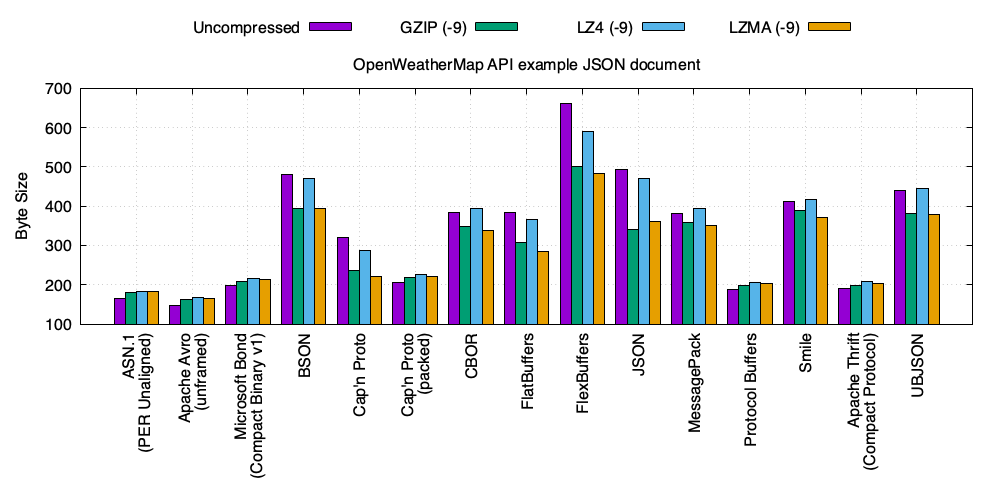 Uncompressed GZIP (-9) LZ4 (-9) LZMA (-9)
OpenWeatherMap API example JSON document
Byte Size
700
600
500
400
300
200
100
ASN.1
(PER Unaligned)
Apache Avro
(unframed)
Microsoft Bond
(Compact Binary v1)
BSON
Cap'n Proto
Cap'n Proto
(packed)
CBOR
FlatBuffers
FlexBuffers
JSON
MessagePack
Protocol Buffers
Smile
Apache Thrift
(Compact Protocol)
UBJSON